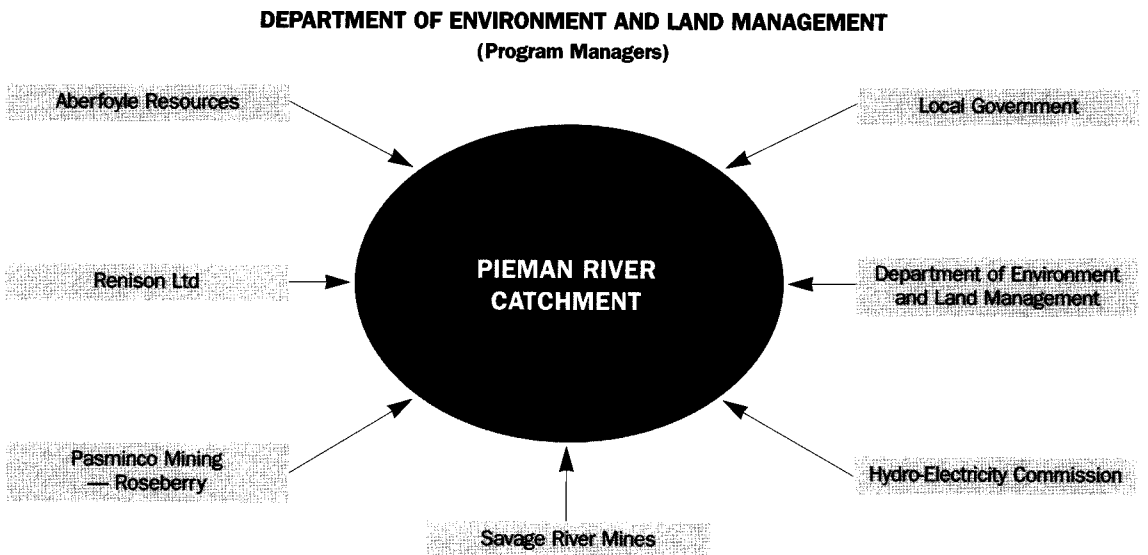 DEPARTMENT OF ENVIRONMENT AND LAND MANAGEMENT
(Program Managers)
Aberfoyle Resources
Local Government
Renison Ltd
PIEMAN RIVER
CATCHMENT
Department of Environment
and Land Management
Pasminco Mining
— Roseberry
Hydro-Electricity Commission
Savage River Mines